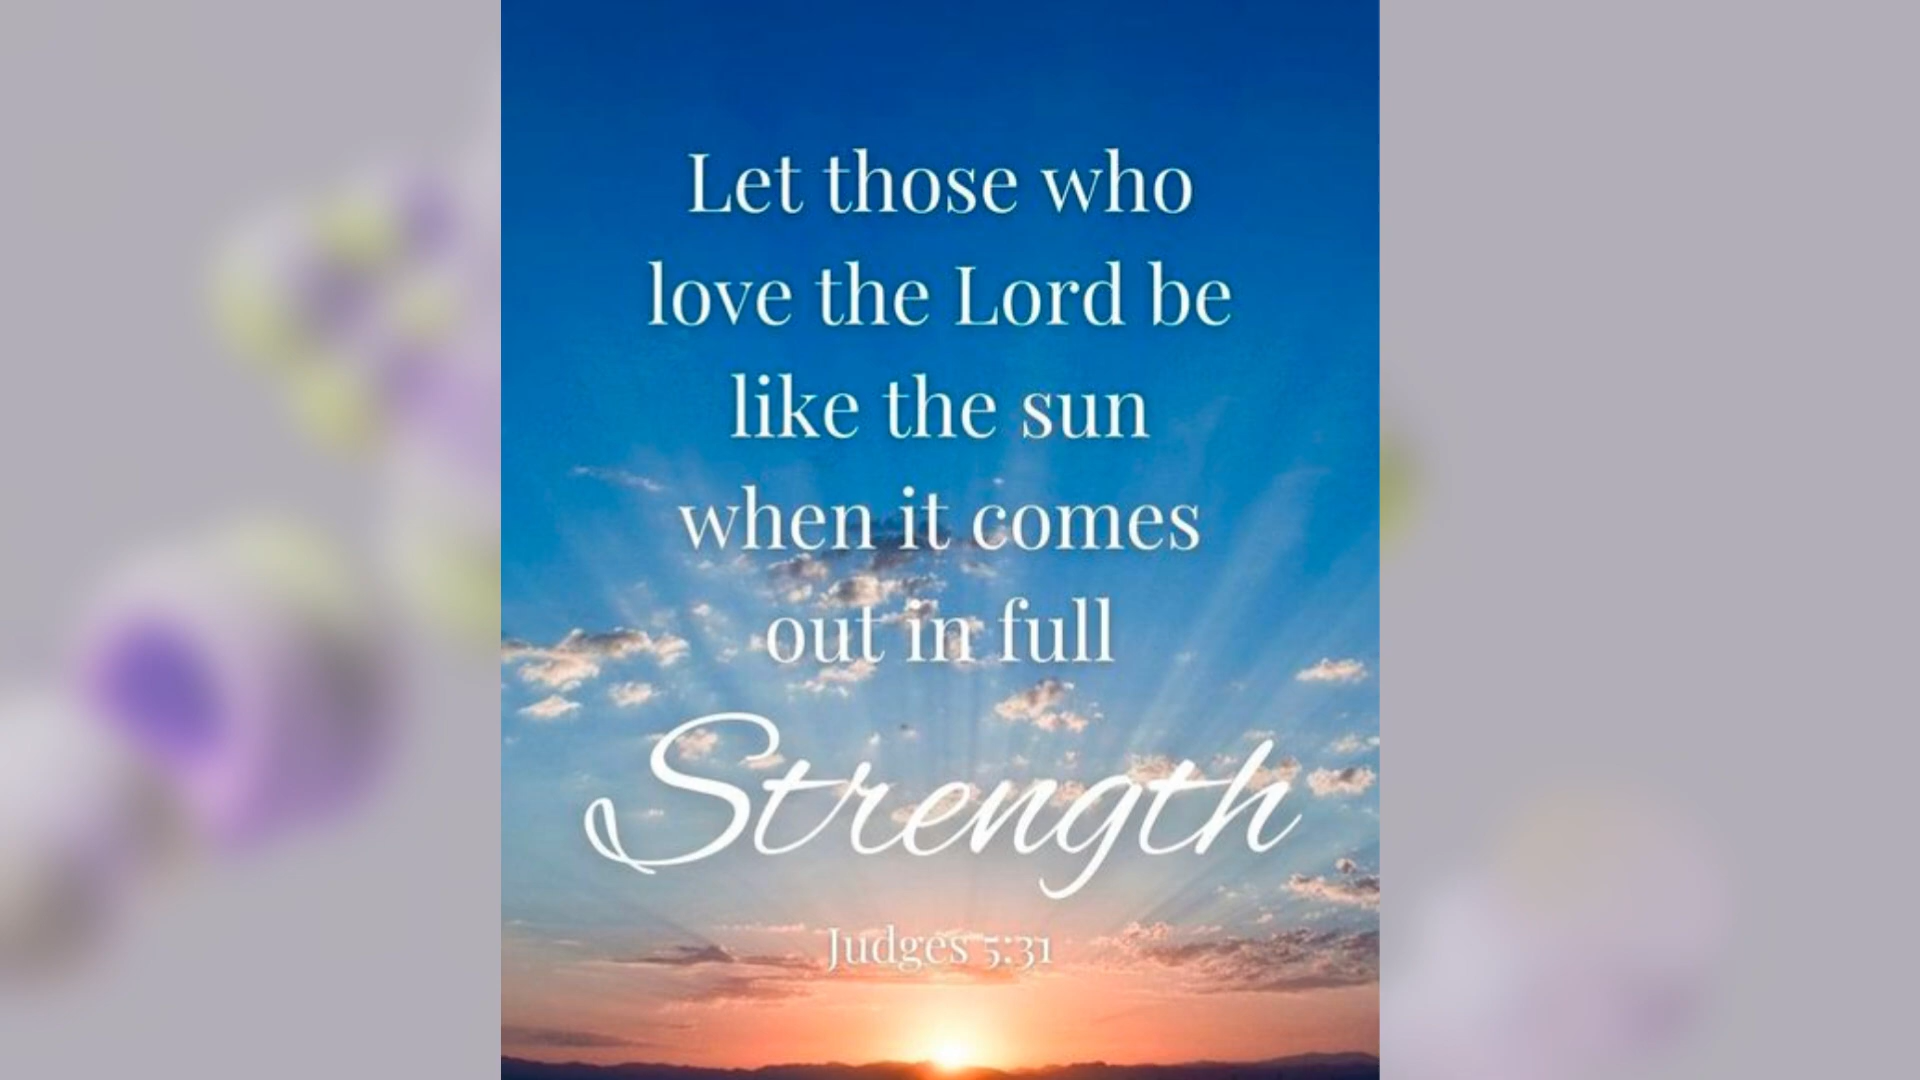 Let those who
love the Lord be
like the sun
when it comes
out in full
Strength
Judges 5:31